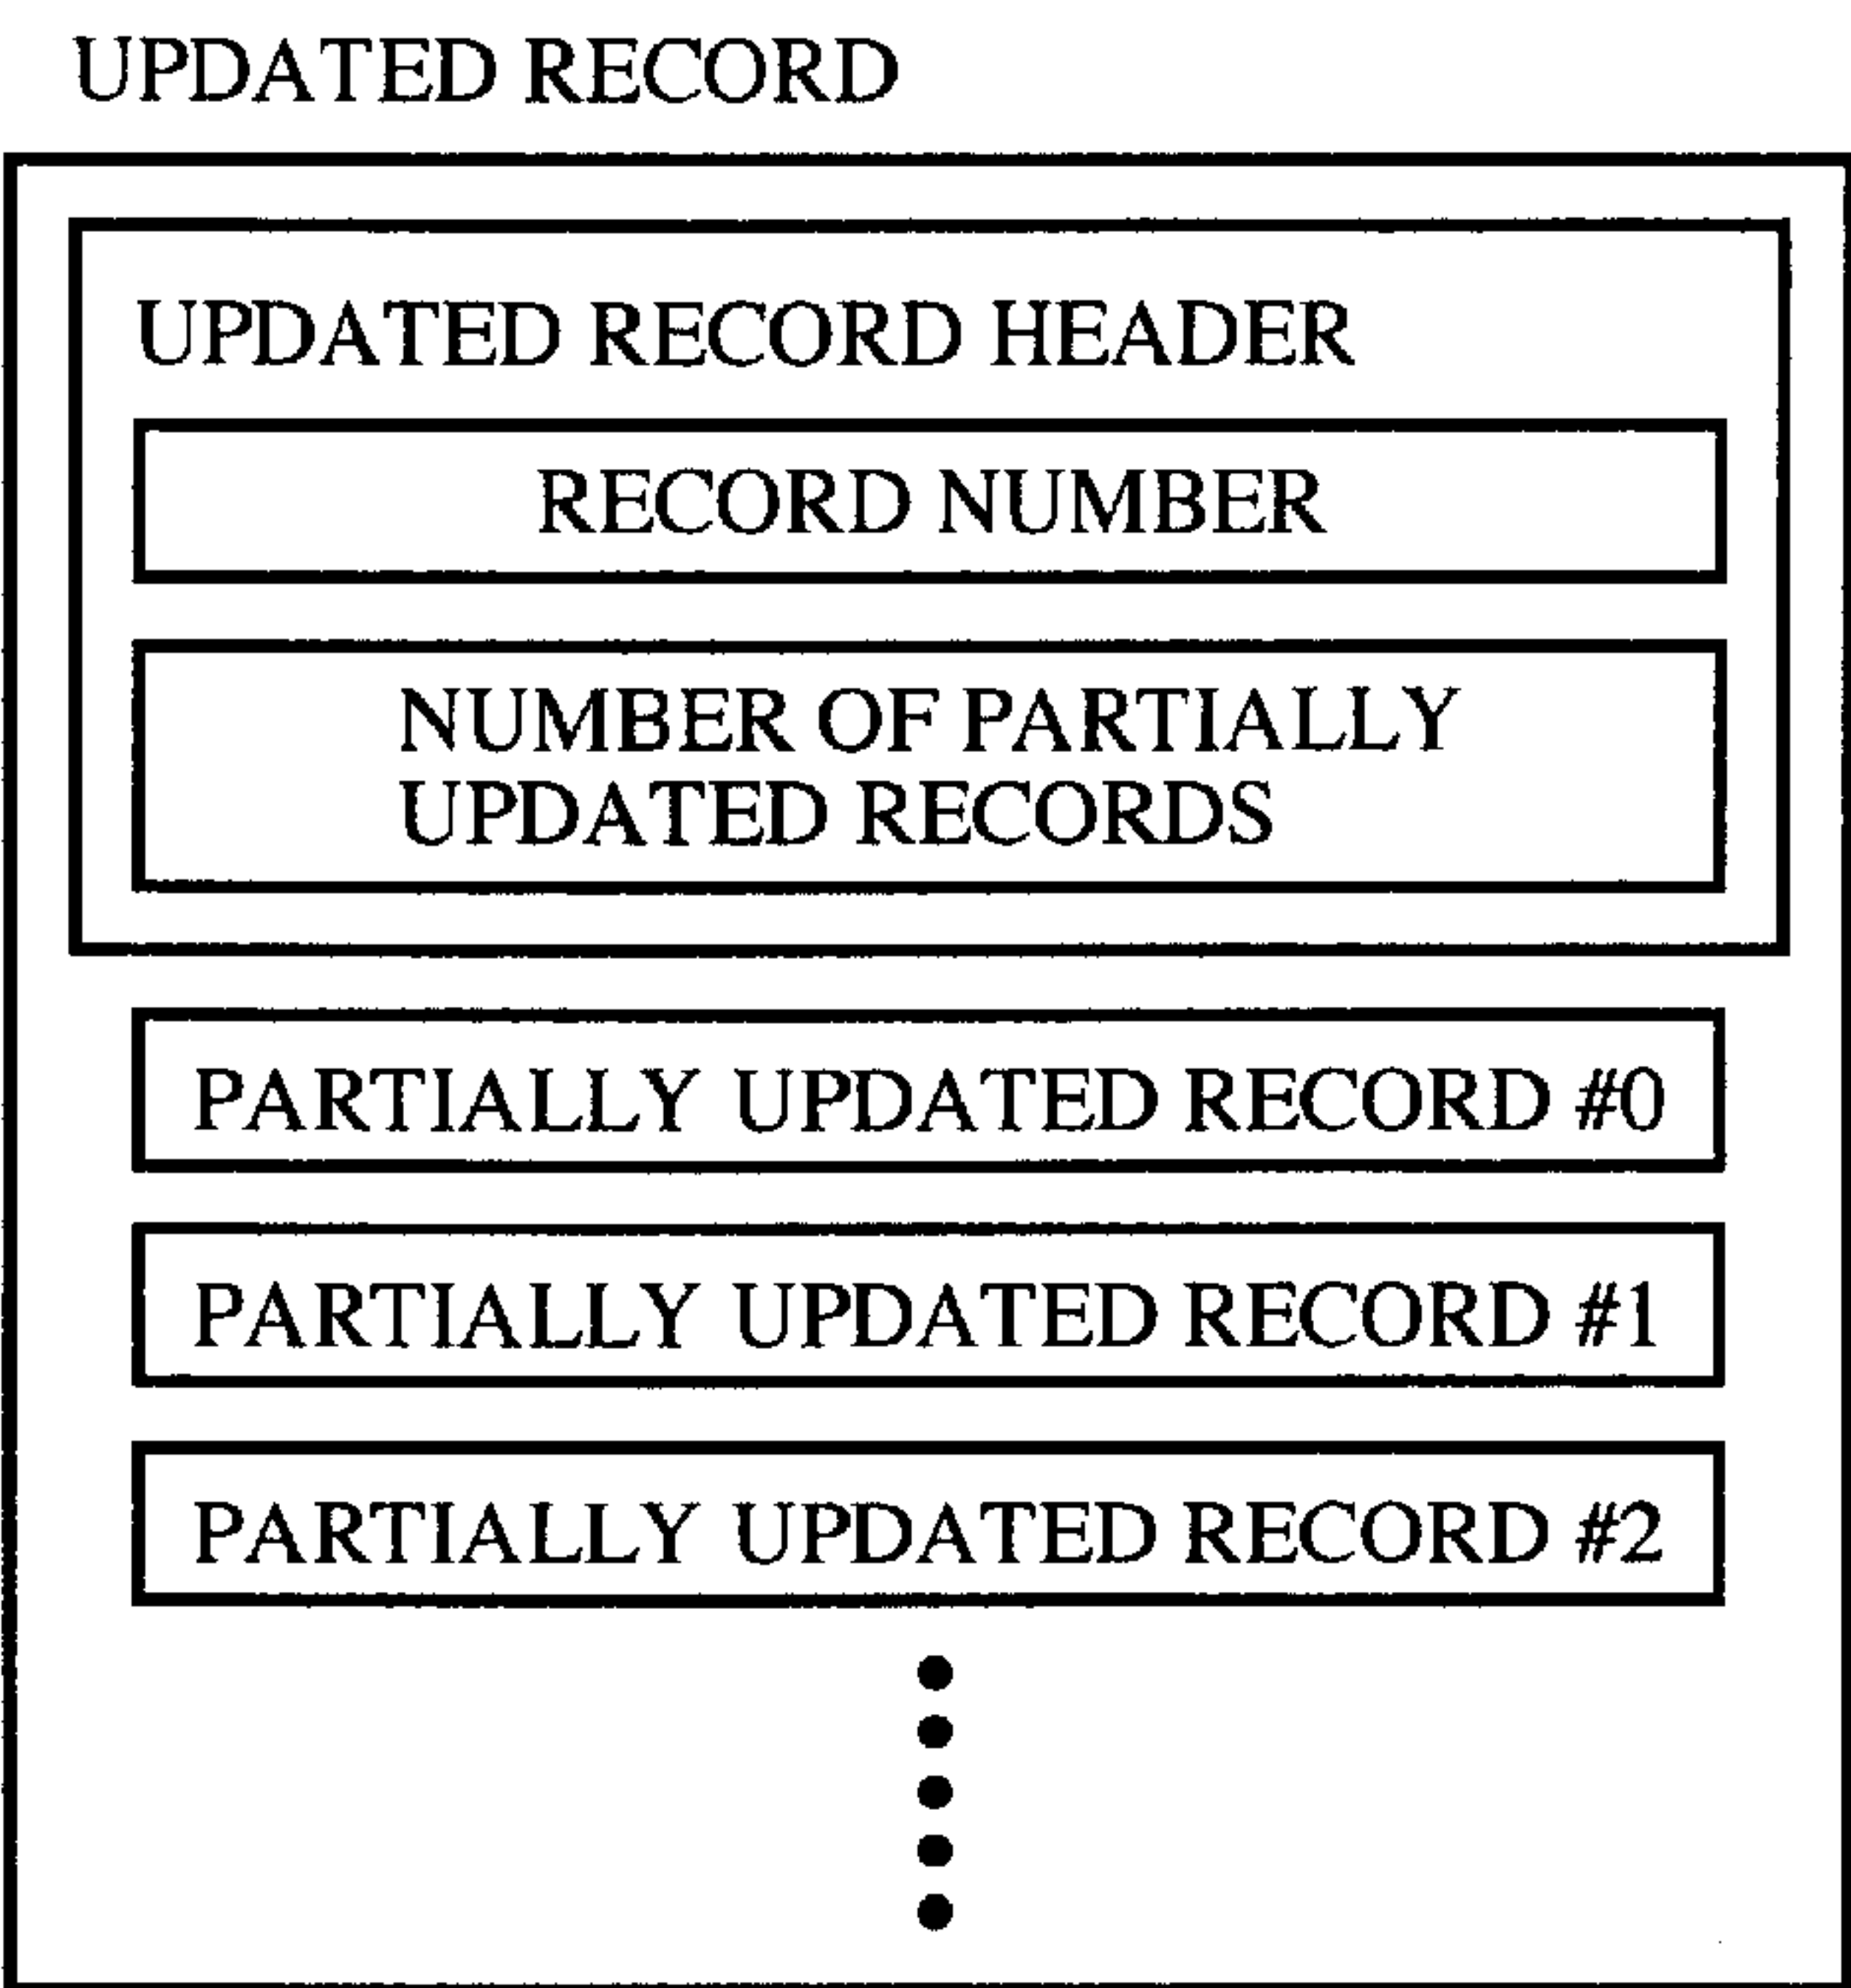 UPDATED RECORD
UPDATED RECORD HEADER
RECORD NUMBER
NUMBER OF PARTIALLY
UPDATED RECORDS
PARTIALLY UPDATED RECORD #0
PARTIALLY UPDATED RECORD #1
PARTIALLY UPDATED RECORD #2